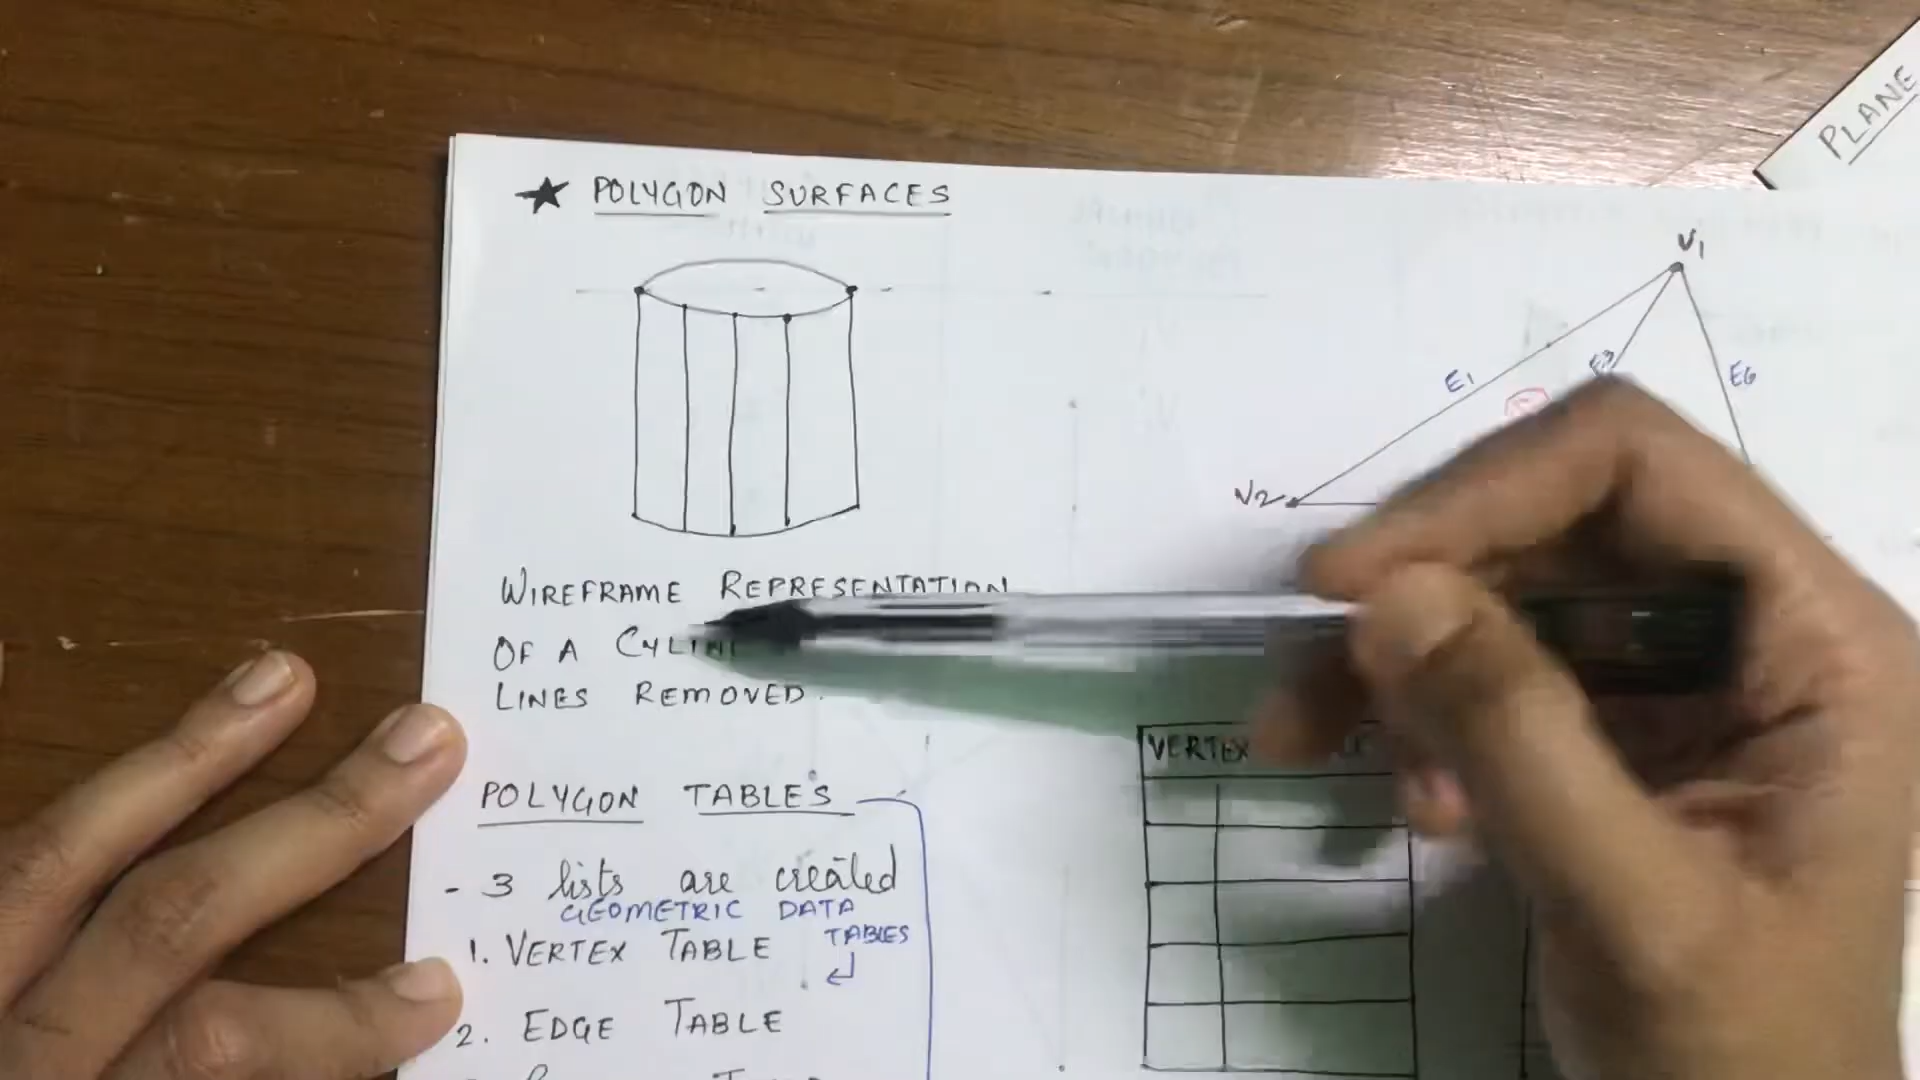 ★ POLYGON SURFACES
WIREFRAME REPRESENTATION
OF A
LINES REMOVED.
POLYGON TABLES
- 3 lists are created
GEOMETRIC DATA
TABLES
1. VERTEX TABLE
2. EDGE TABLE
V1
E1
E3
E6
V2
VERTEX
PLANE